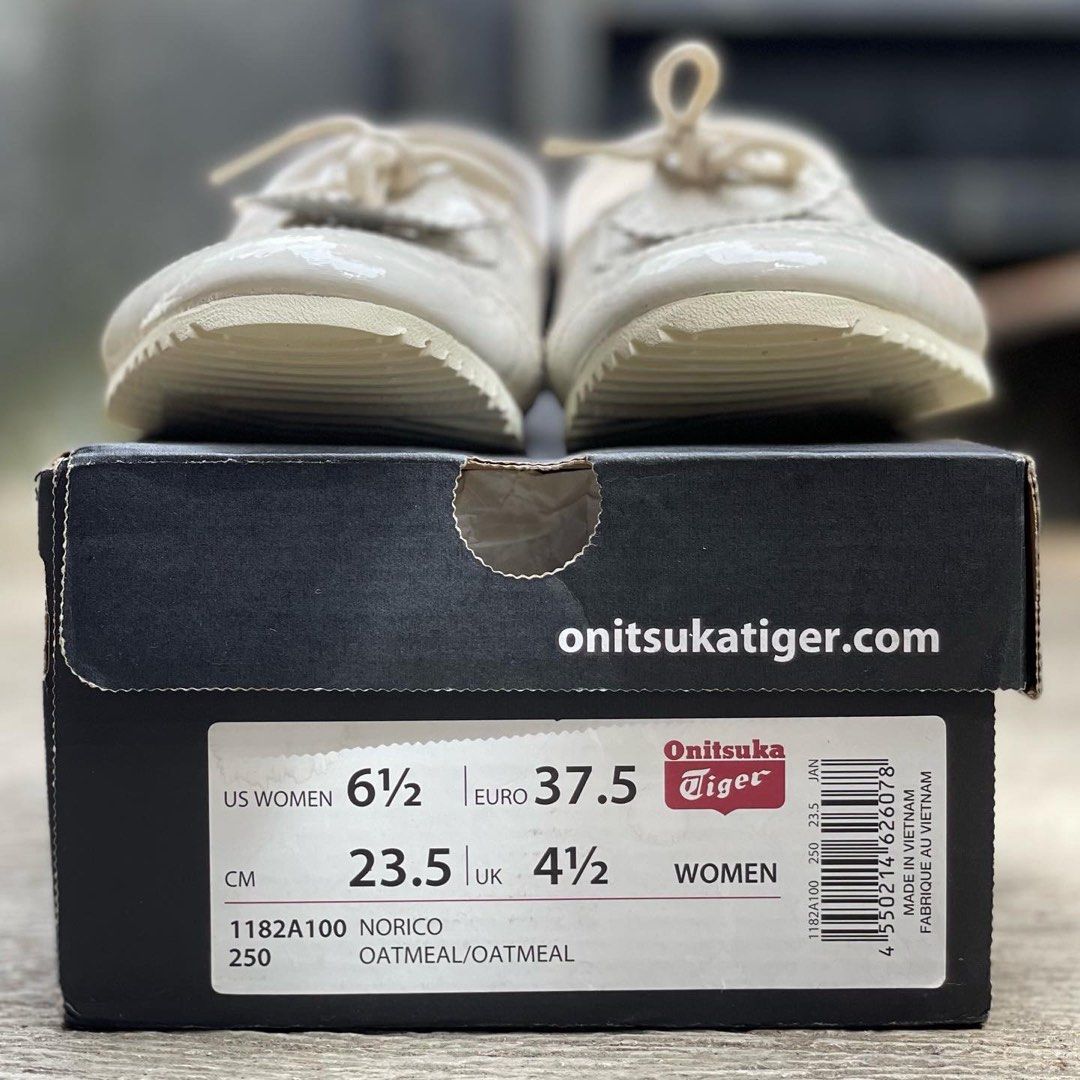 onitsukatiger.com
US WOMEN 6½ EURO 37.5
Onitsuka
Tiger
CM 23.5 UK 4½ WOMEN
1182A100 NORICO
250 OATMEAL/OATMEAL
1182A100 250 23.5 JAN
4 550214 626078
MADE IN VIETNAM
FABRIQUE AU VIETNAM